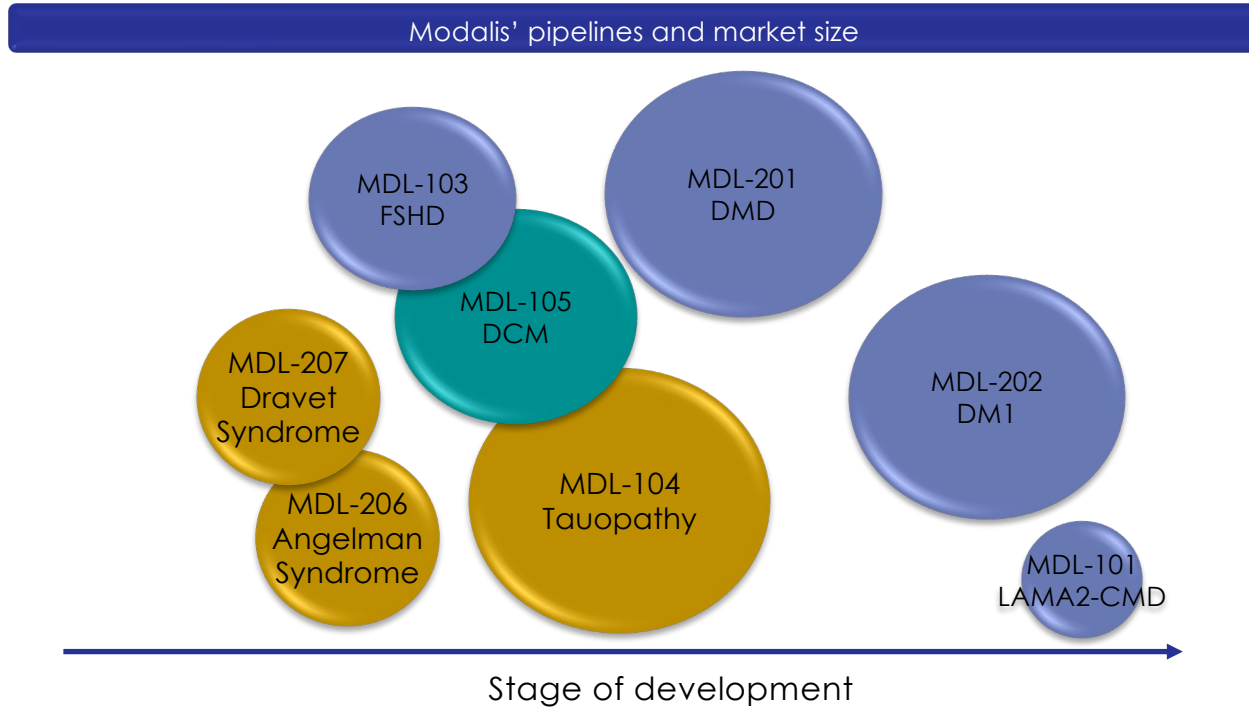 Modalis’ pipelines and market size
MDL-103
FSHD
MDL-201
DMD
MDL-105
DCM
MDL-207
Dravet
Syndrome
MDL-202
DM1
MDL-104
Tauopathy
MDL-206
Angelman
Syndrome
MDL-101
LAMA2-CMD
Stage of development